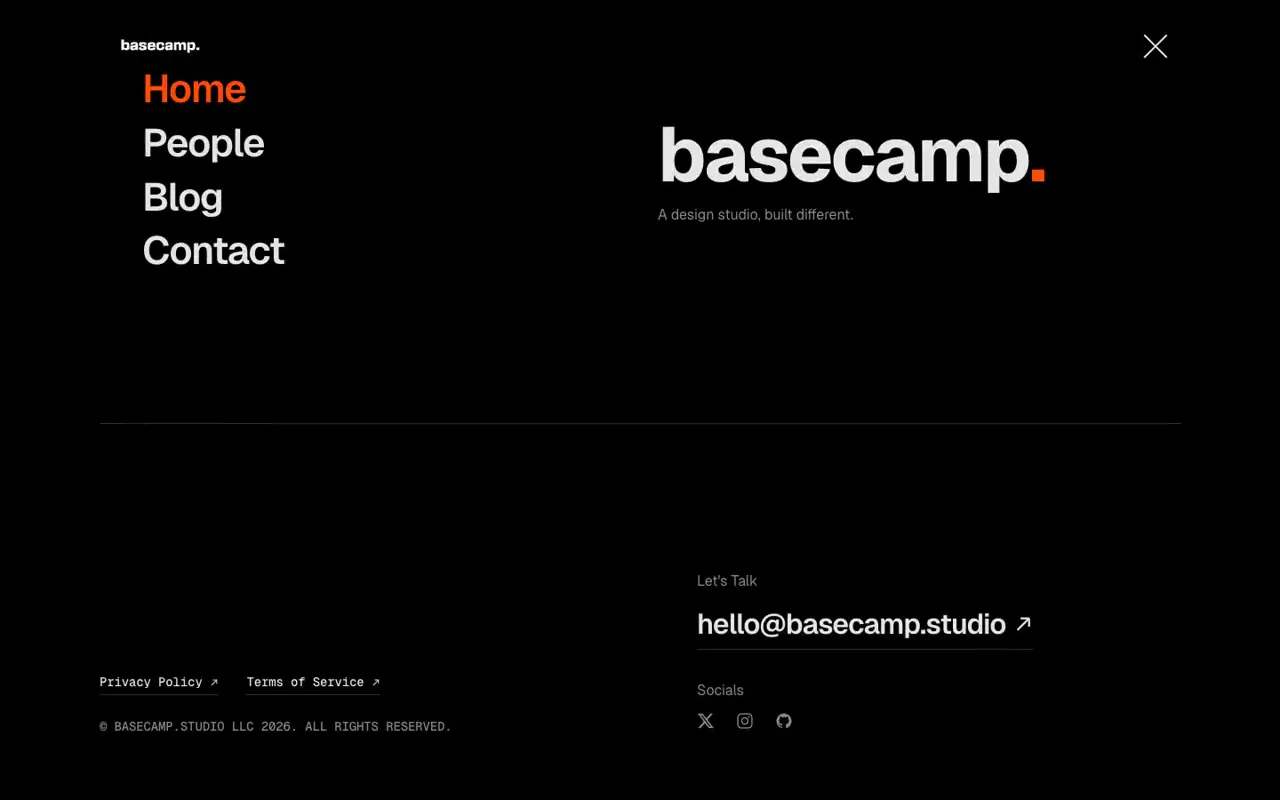 basecamp.
Home
People
Blog
Contact
basecamp.
A design studio, built different.
Let's Talk
hello@basecamp.studio ↗
Socials
Privacy Policy ↗
Terms of Service ↗
© BASECAMP.STUDIO LLC 2026. ALL RIGHTS RESERVED.